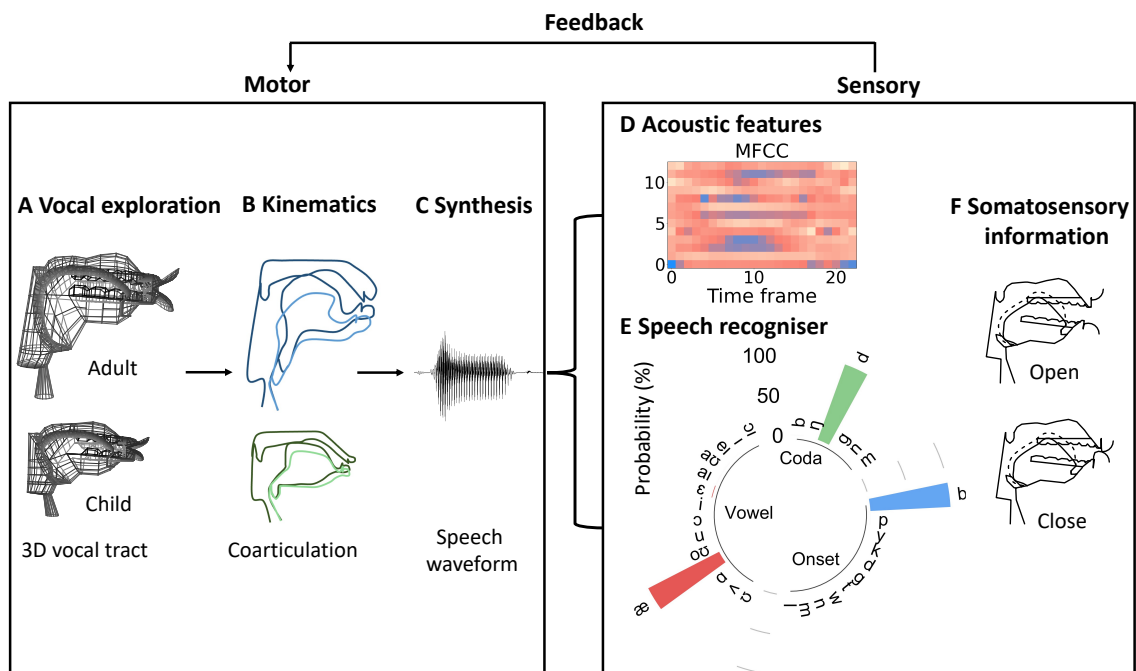 Feedback
Motor
Sensory
A Vocal exploration
B Kinematics
C Synthesis
Adult
Child
3D vocal tract
Coarticulation
Speech
waveform
D Acoustic features
MFCC
10
5
0
0
10
20
Time frame
E Speech recogniser
Probability (%)
100
50
0
Coda
Vowel
Onset
d
b
æ
F Somatosensory
information
Open
Close